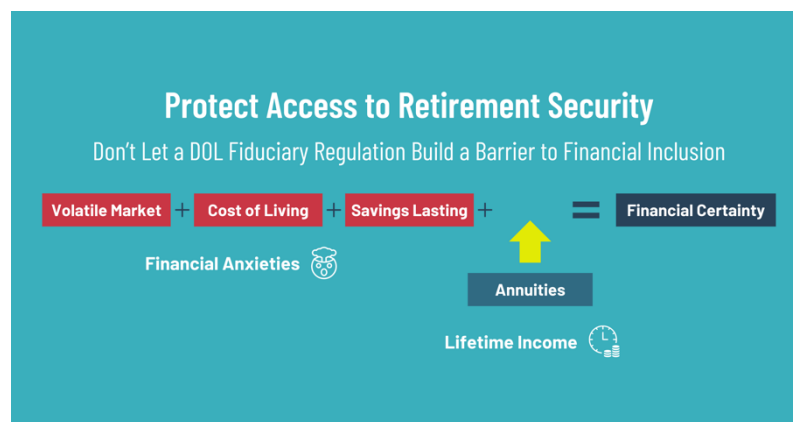 Protect Access to Retirement Security
Don't Let a DOL Fiduciary Regulation Build a Barrier to Financial Inclusion
Volatile Market + Cost of Living + Savings Lasting + = Financial Certainty
Financial Anxieties
Annuities
Lifetime Income